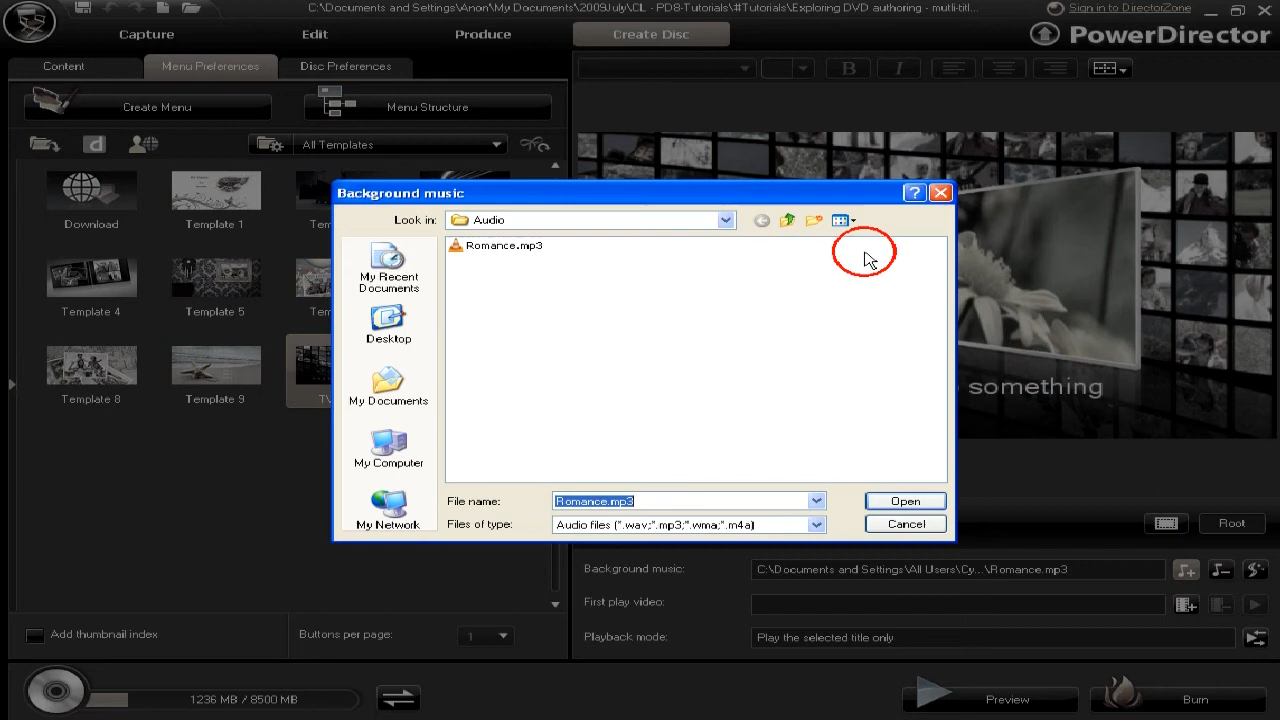 C:\Documents and Settings\Anon\My Documents\2009July\CL - PD8-Tutorials\#Tutorials\Exploring DVD authoring - mutli-titl...
Sign in to DirectorZone
Capture
Edit
Produce
Create Disc
PowerDirector
Content
Menu Preferences
Disc Preferences
B
I
Create Menu
Menu Structure
d
All Templates
Download
Template 1
Template 4
Template 5
Template 8
Template 9
TV
Background music
Look in:
Audio
Romance.mp3
My Recent
Documents
Desktop
My Documents
My Computer
My Network
File name:
Romance.mp3
Open
Files of type:
Audio files (*.wav;*.mp3;*.wma;*.m4a)
Cancel
something
Root
Background music:
C:\Documents and Settings\All Users\Cy...\Romance.mp3
First play video:
Playback mode:
Play the selected title only
Add thumbnail index
Buttons per page:
1
1236 MB / 8500 MB
Preview
Burn